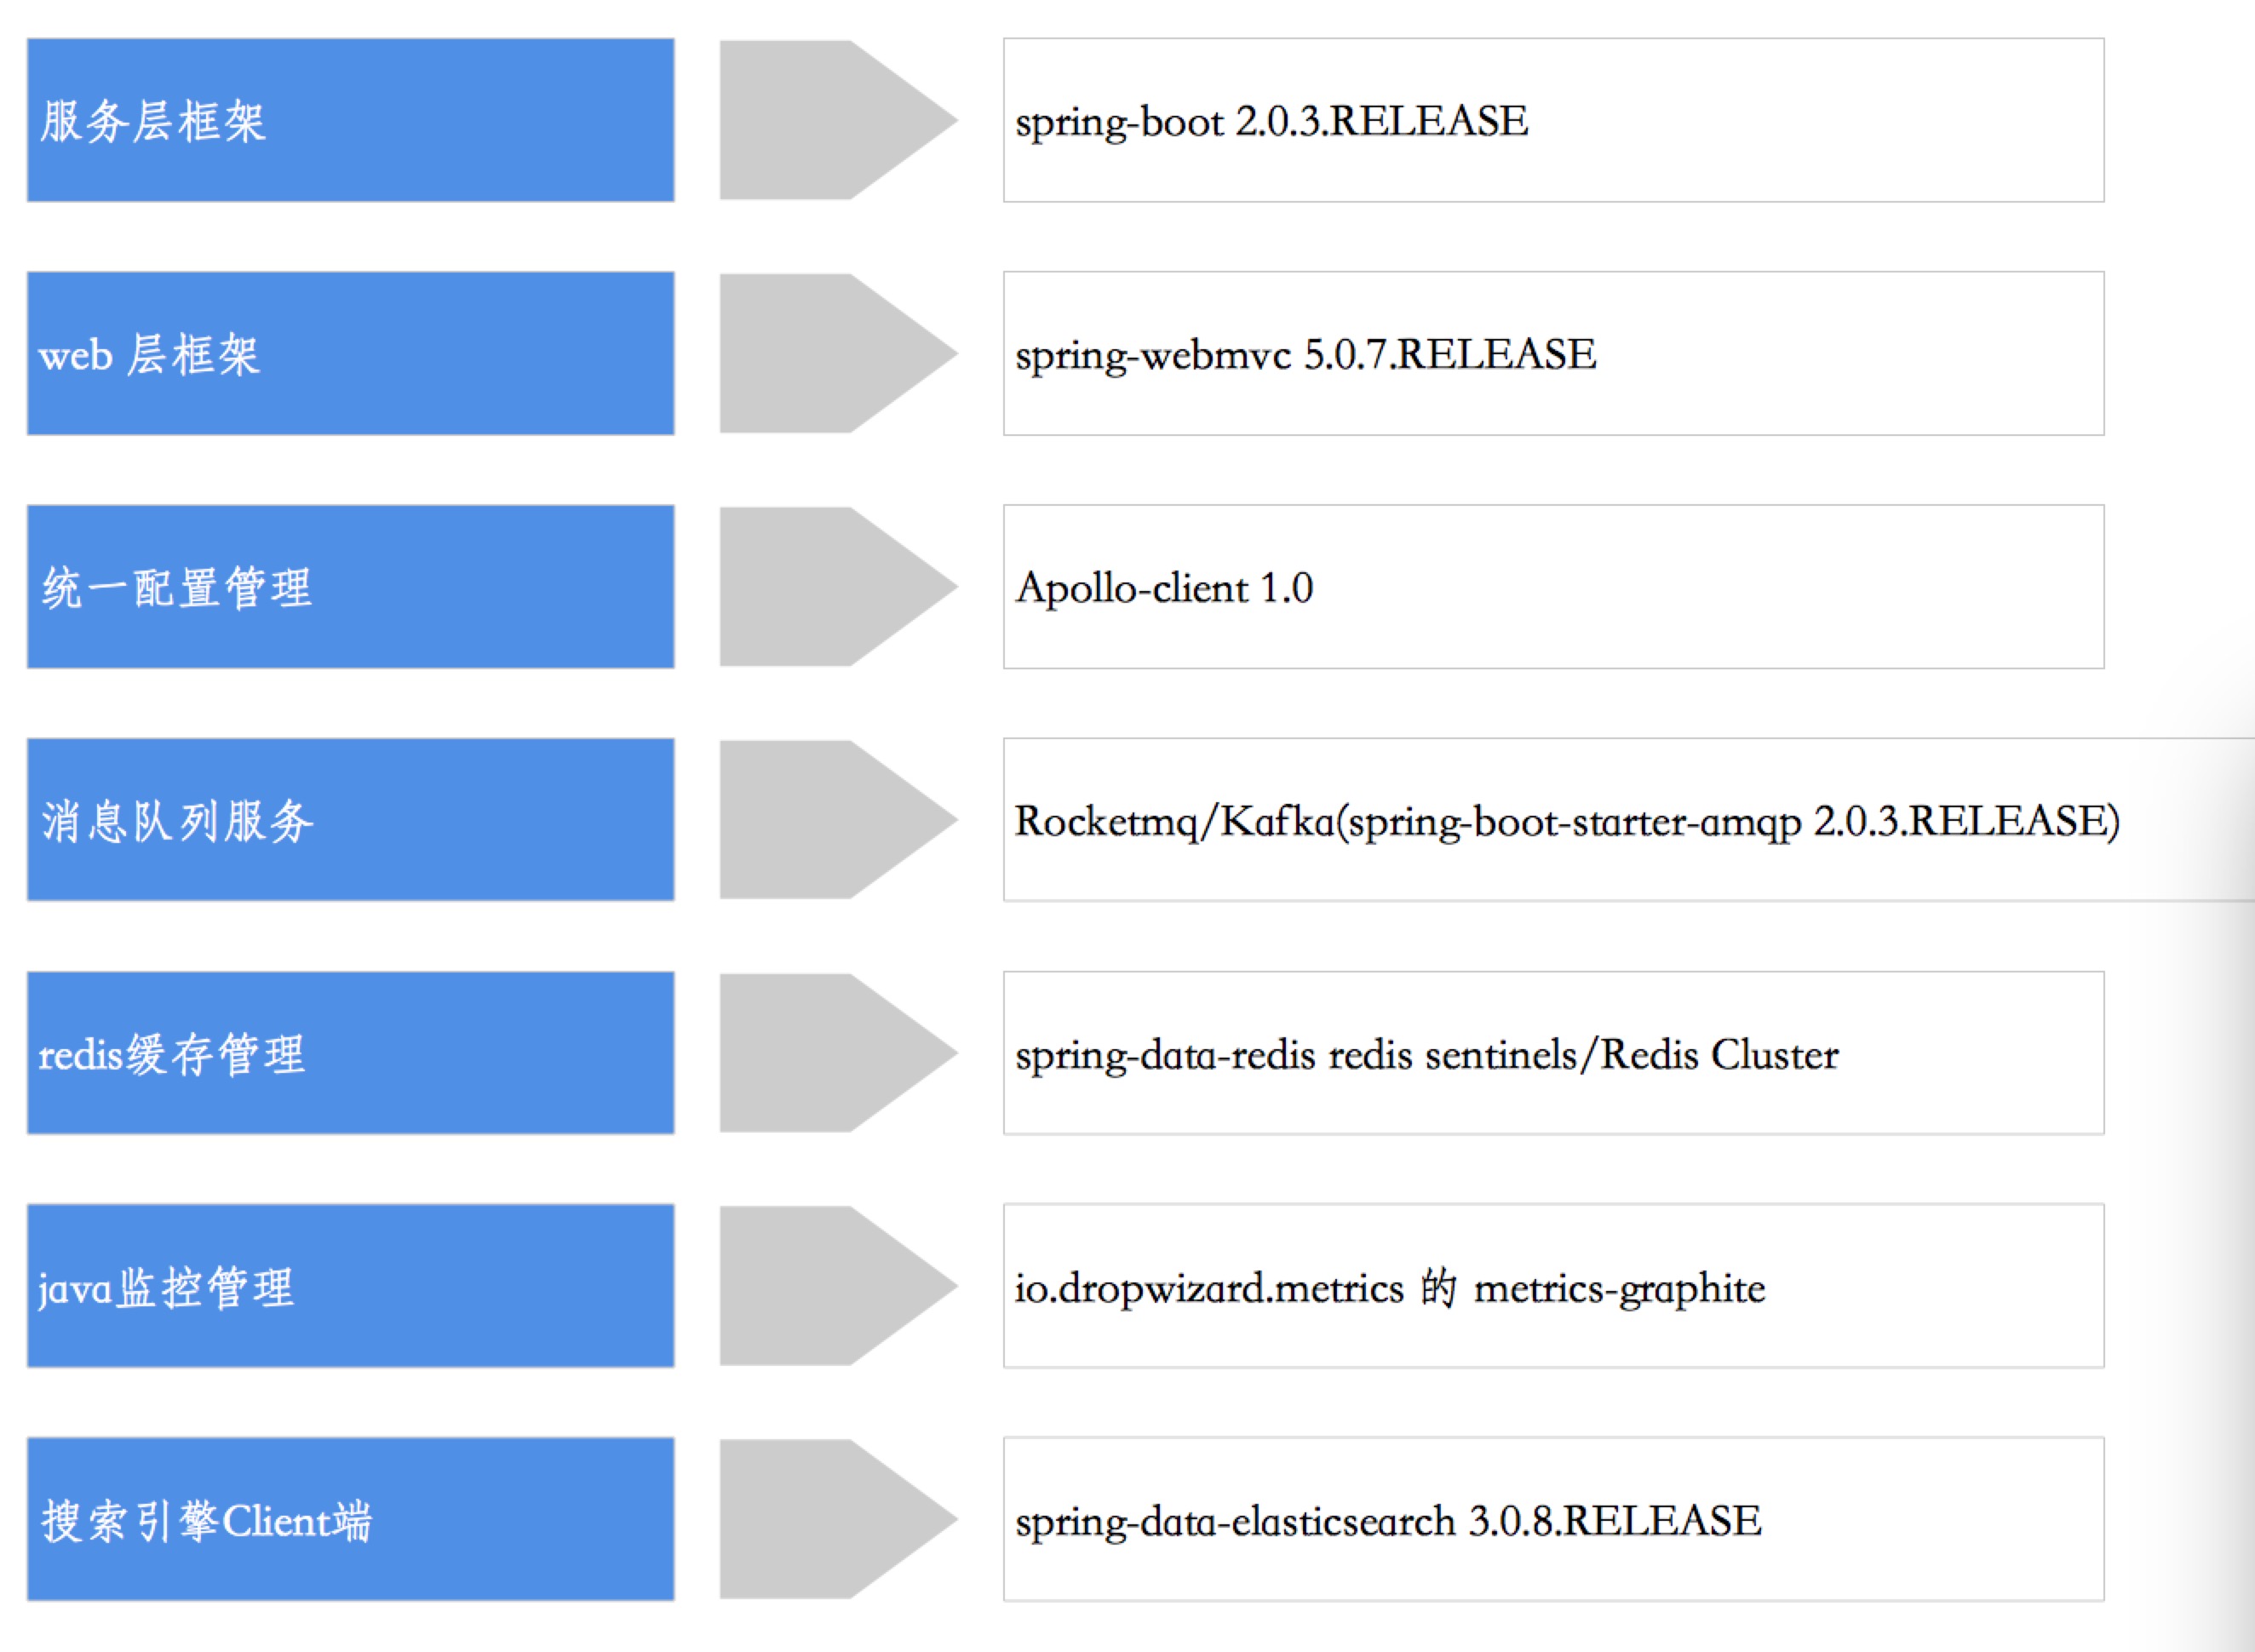 服务层框架
spring-boot 2.0.3.RELEASE
web 层框架
spring-webmvc 5.0.7.RELEASE
统一配置管理
Apollo-client 1.0
消息队列服务
Rocketmq/Kafka(spring-boot-starter-amqp 2.0.3.RELEASE)
redis缓存管理
spring-data-redis redis sentinels/Redis Cluster
java监控管理
io.dropwizard.metrics 的 metrics-graphite
搜索引擎Client端
spring-data-elasticsearch 3.0.8.RELEASE